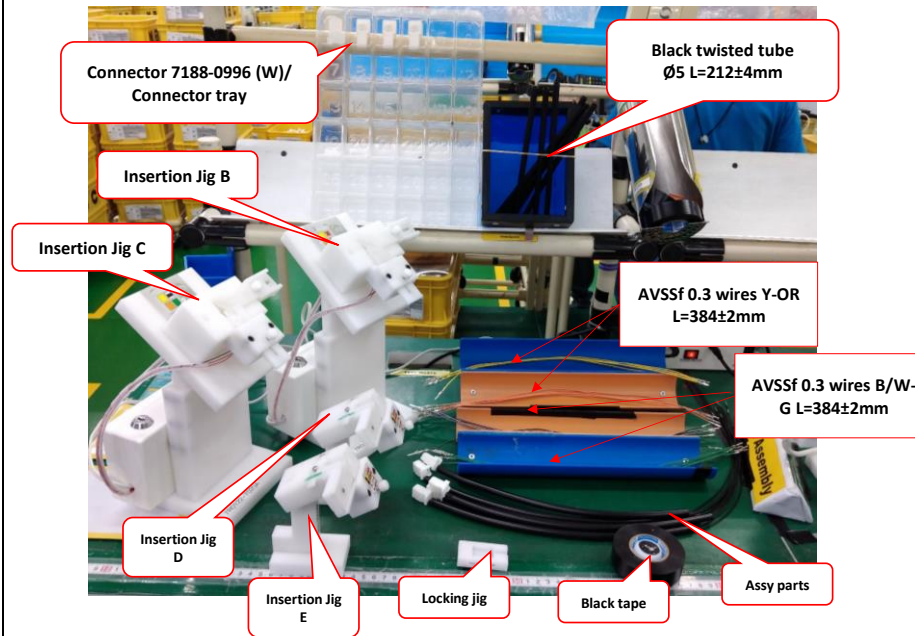 Connector 7188-0996 (W)/
Connector tray
Black twisted tube
Ø5 L=212±4mm
Insertion Jig B
Insertion Jig C
AVSSf 0.3 wires Y-OR
L=384±2mm
AVSSf 0.3 wires B/W-
G L=384±2mm
Assembly
Insertion Jig
D
Insertion Jig
E
Locking jig
Black tape
Assy parts